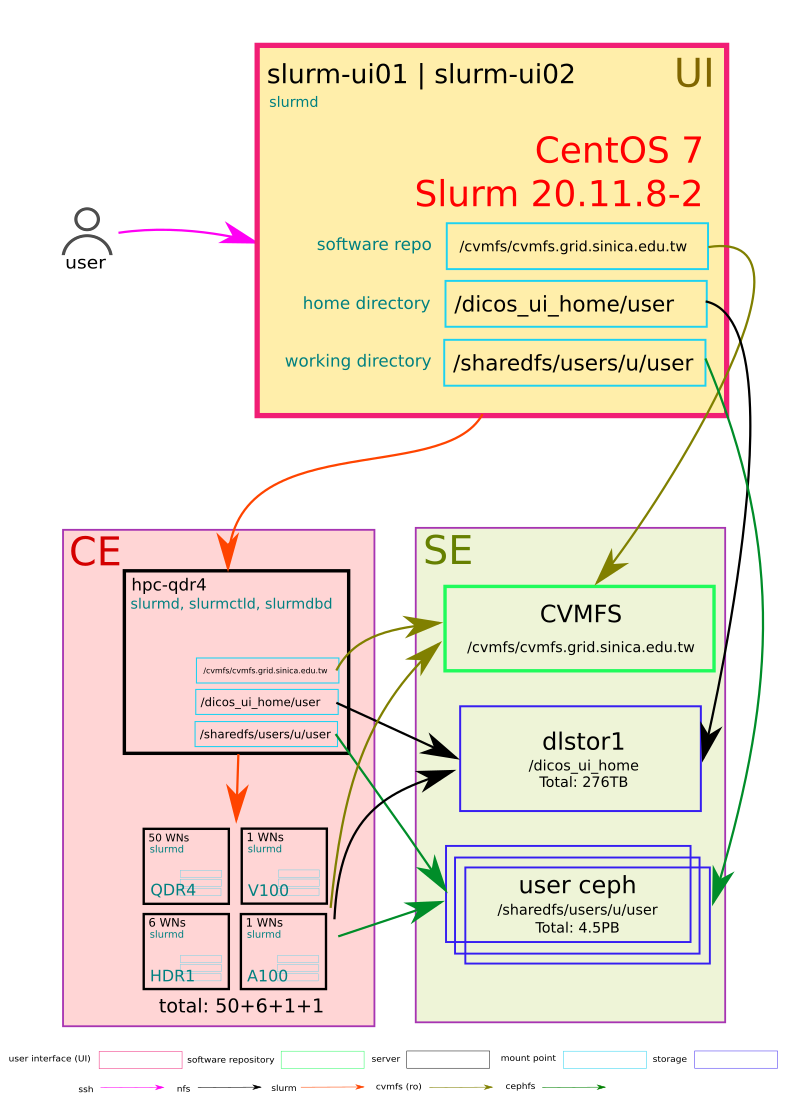 slurm-ui01 | slurm-ui02
UI
slurmd
CentOS 7
Slurm 20.11.8-2
software repo
/cvmfs/cvmfs.grid.sinica.edu.tw
home directory
/dicos_ui_home/user
working directory
/sharedfs/users/u/user
user
CE
hpc-qdr4
slurmd, slurmctld, slurmdbd
/cvmfs/cvmfs.grid.sinica.edu.tw
/dicos_ui_home/user
/sharedfs/users/u/user
50 WNs
slurmd
QDR4
1 WNs
slurmd
V100
6 WNs
slurmd
HDR1
1 WNs
slurmd
A100
total: 50+6+1+1
SE
CVMFS
/cvmfs/cvmfs.grid.sinica.edu.tw
dlstor1
/dicos_ui_home
Total: 276TB
user ceph
/sharedfs/users/u/user
Total: 4.5PB
user interface (UI)
software repository
server
mount point
storage
ssh
nfs
slurm
cvmfs (ro)
cephfs